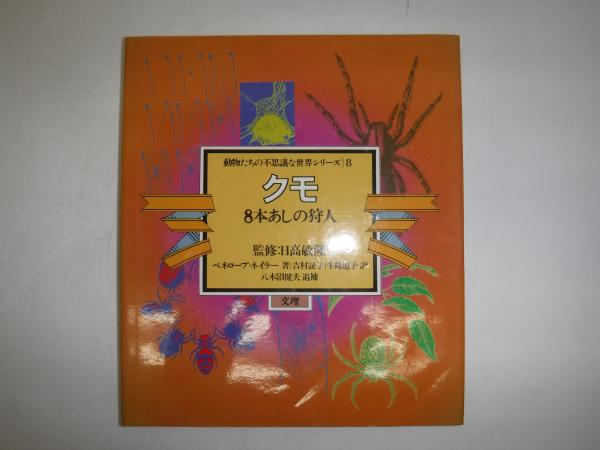 動物たちの不思議な世界シリーズ 8
クモ
8本あしの狩人
監修:日高敏隆
ペネロープ・ネイラー 著 吉村証子 牛島道子 訳
八木沼健夫 追補
文理